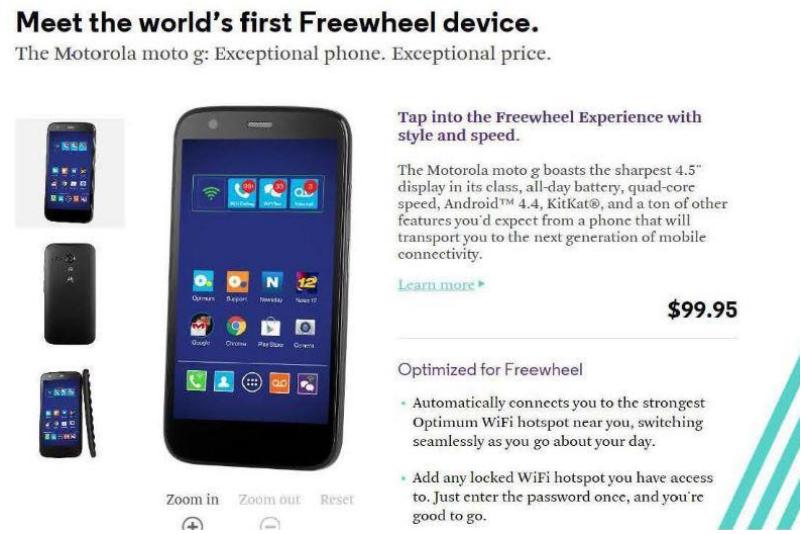 Meet the world's first Freewheel device.
The Motorola moto g: Exceptional phone. Exceptional price.
Tap into the Freewheel Experience with
style and speed.
The Motorola moto g boasts the sharpest 4.5"
display in its class, all-day battery, quad-core
speed, Android™ 4.4, KitKat®, and a ton of other
features you'd expect from a phone that will
transport you to the next generation of mobile
connectivity.
Learn more
$99.95
Optimized for Freewheel
Automatically connects you to the strongest
Optimum WiFi hotspot near you, switching
seamlessly as you go about your day.
Add any locked WiFi hotspot you have access
to. Just enter the password once, and you're
good to go.
Optimum Support Newsday News 12
Google Chrome Play Store Camera
Zoom in Zoom out Reset